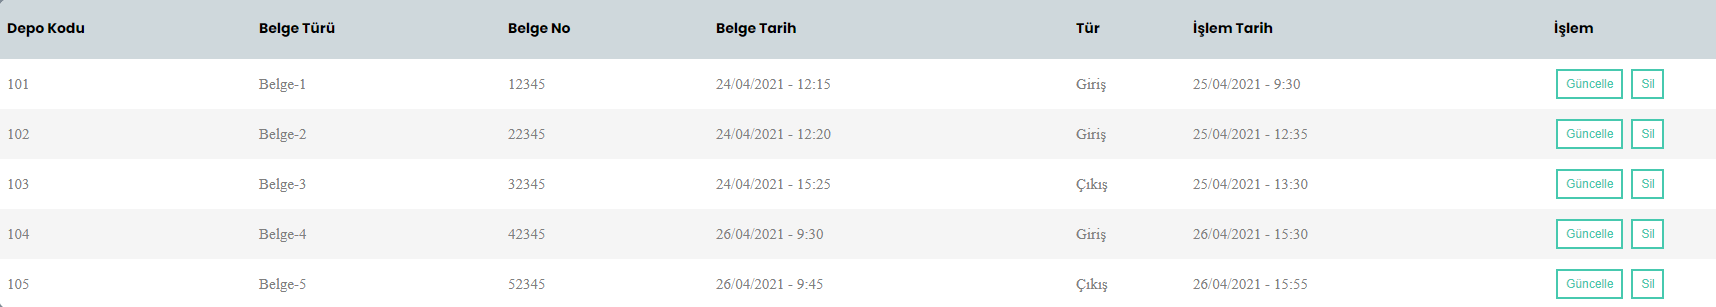 Depo Kodu Belge Türü Belge No Belge Tarih Tür İşlem Tarih İşlem
101 Belge-1 12345 24/04/2021 - 12:15 Giriş 25/04/2021 - 9:30 Güncelle Sil
102 Belge-2 22345 24/04/2021 - 12:20 Giriş 25/04/2021 - 12:35 Güncelle Sil
103 Belge-3 32345 24/04/2021 - 15:25 Çıkış 25/04/2021 - 13:30 Güncelle Sil
104 Belge-4 42345 26/04/2021 - 9:30 Giriş 26/04/2021 - 15:30 Güncelle Sil
105 Belge-5 52345 26/04/2021 - 9:45 Çıkış 26/04/2021 - 15:55 Güncelle Sil